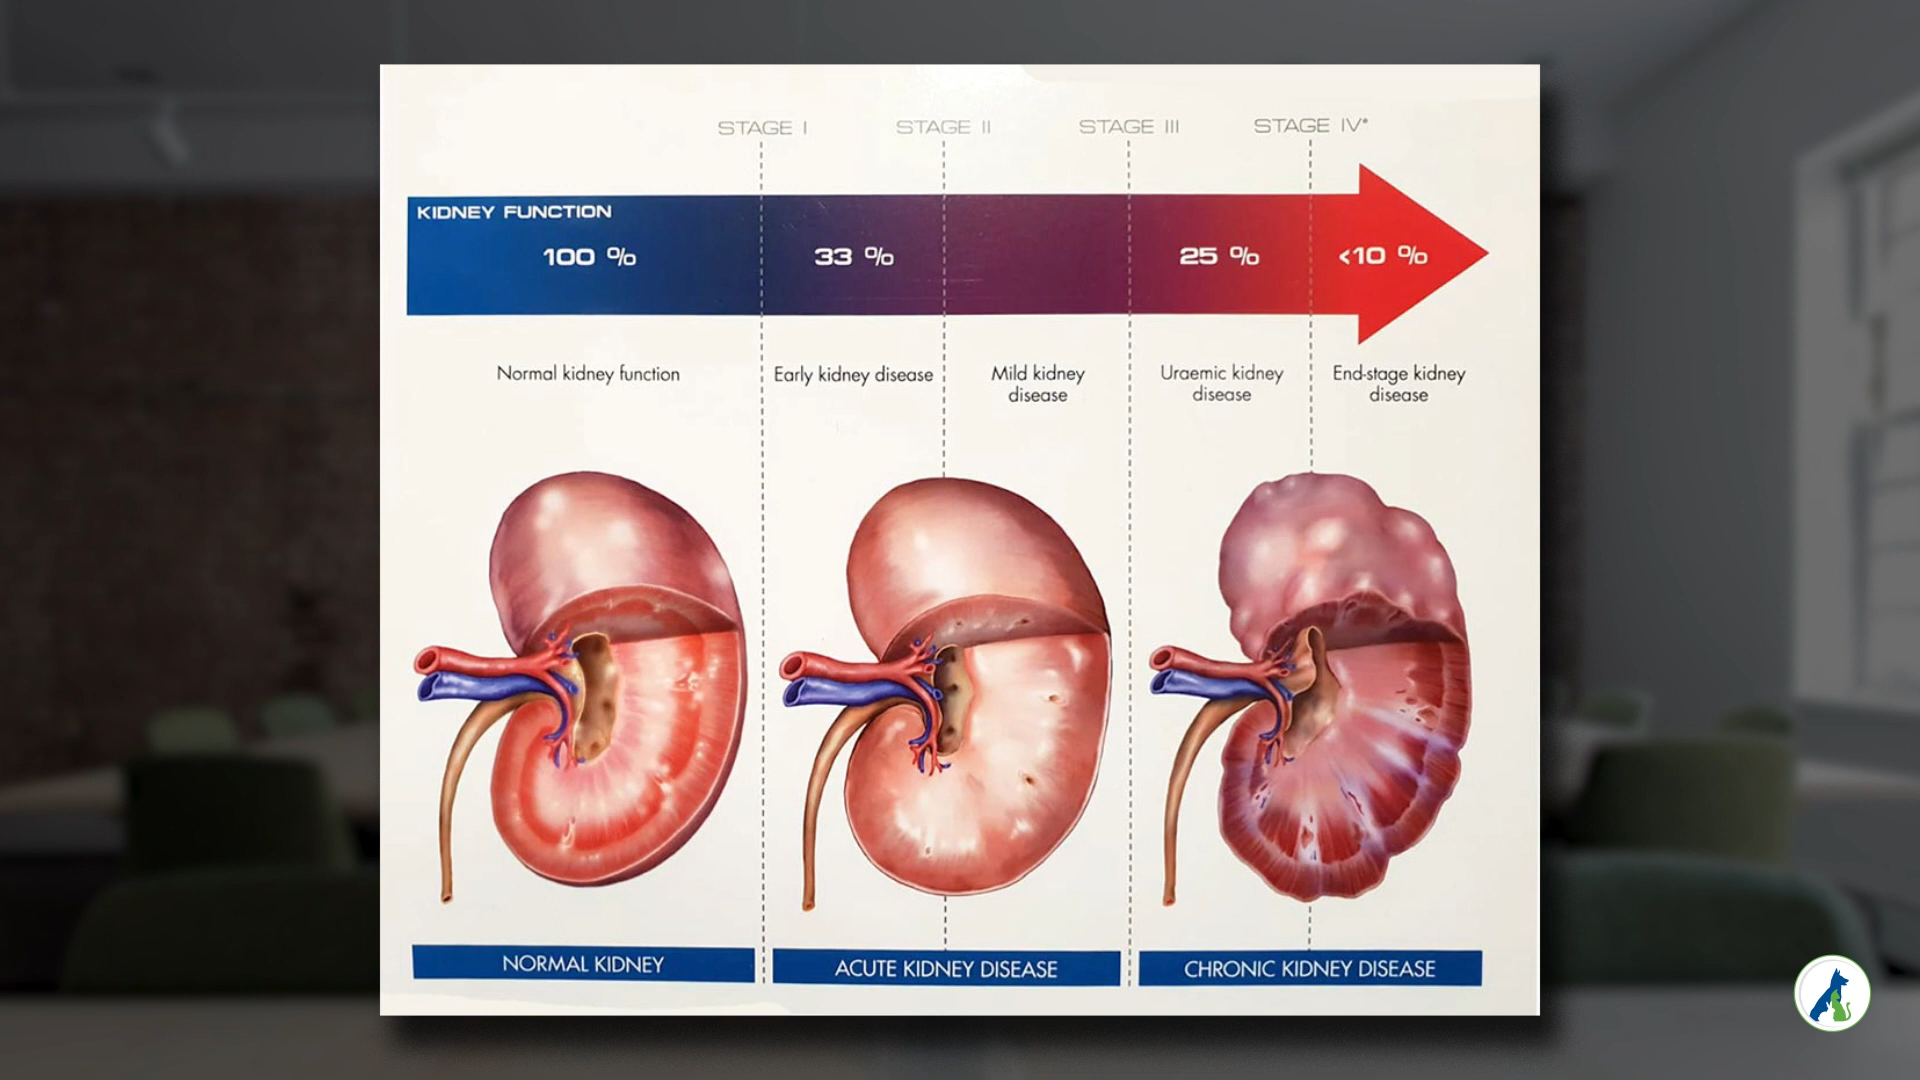 STAGE I
STAGE II
STAGE III
STAGE IV*
KIDNEY FUNCTION
100 %
33 %
25 %
<10 %
Normal kidney function
Early kidney disease
Mild kidney
disease
Uraemic kidney
disease
End-stage kidney
disease
NORMAL KIDNEY
ACUTE KIDNEY DISEASE
CHRONIC KIDNEY DISEASE